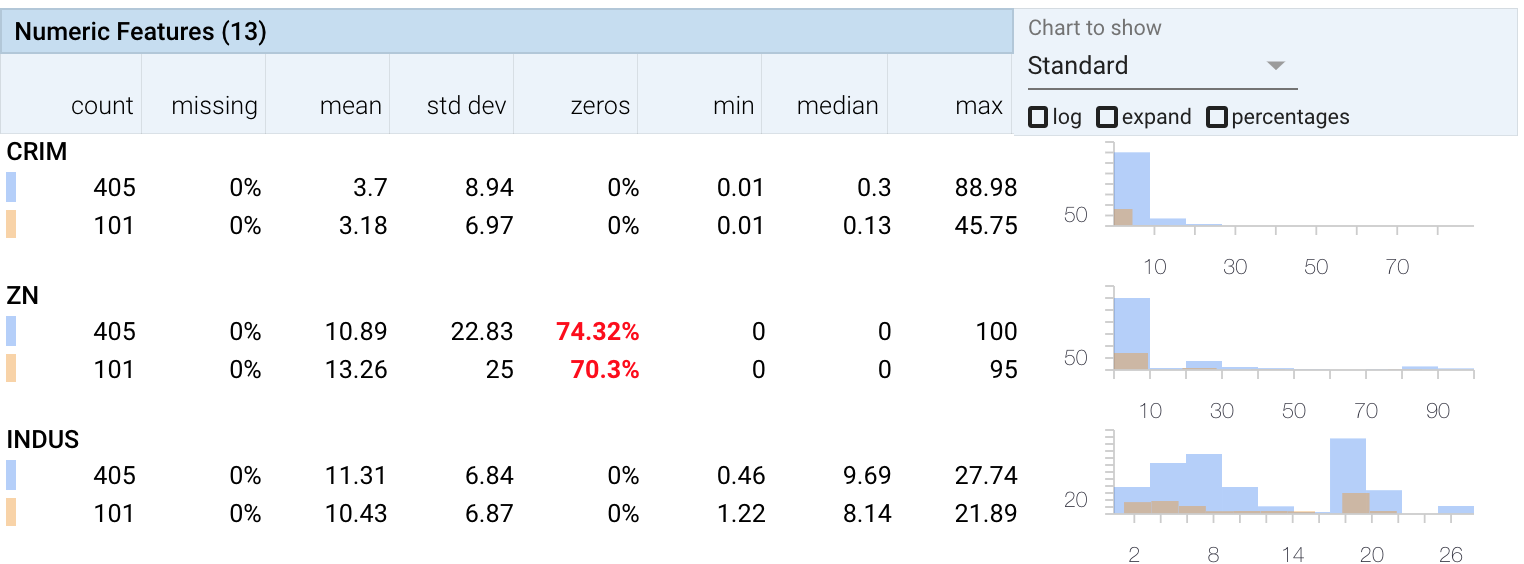 Numeric Features (13)
Chart to show
Standard
count missing mean std dev zeros min median max
log expand percentages
CRIM
405 0% 3.7 8.94 0% 0.01 0.3 88.98
101 0% 3.18 6.97 0% 0.01 0.13 45.75
50
10 30 50 70
ZN
405 0% 10.89 22.83 74.32% 0 0 100
101 0% 13.26 25 70.3% 0 0 95
50
10 30 50 70 90
INDUS
405 0% 11.31 6.84 0% 0.46 9.69 27.74
101 0% 10.43 6.87 0% 1.22 8.14 21.89
20
2 8 14 20 26